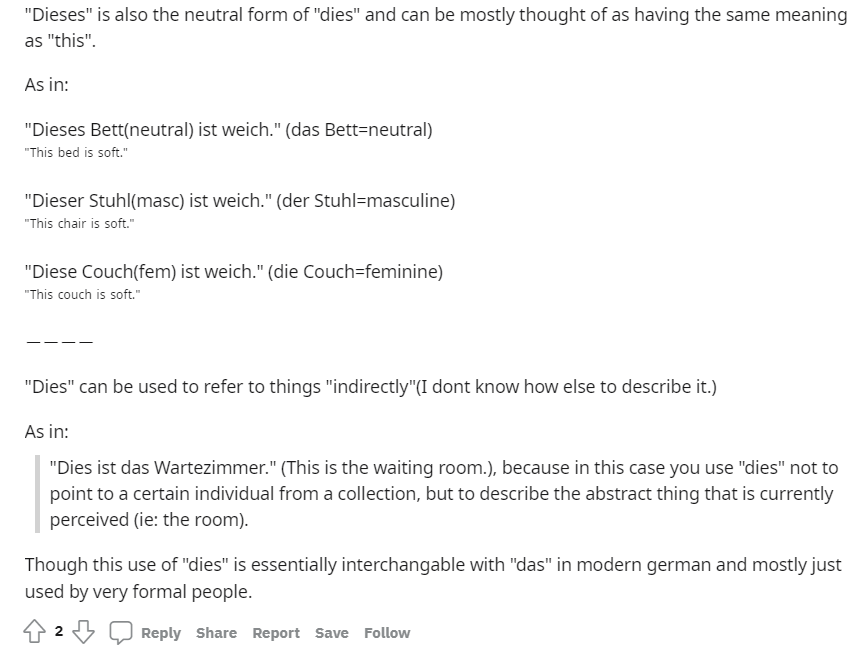 "Dieses" is also the neutral form of "dies" and can be mostly thought of as having the same meaning
as "this".
As in:
"Dieses Bett(neutral) ist weich." (das Bett=neutral)
"This bed is soft."
"Dieser Stuhl(masc) ist weich." (der Stuhl=masculine)
"This chair is soft."
"Diese Couch(fem) ist weich." (die Couch=feminine)
"This couch is soft."
————
"Dies" can be used to refer to things "indirectly"(I dont know how else to describe it.)
As in:
"Dies ist das Wartezimmer." (This is the waiting room.), because in this case you use "dies" not to
point to a certain individual from a collection, but to describe the abstract thing that is currently
perceived (ie: the room).
Though this use of "dies" is essentially interchangable with "das" in modern german and mostly just
used by very formal people.
2 Reply Share Report Save Follow